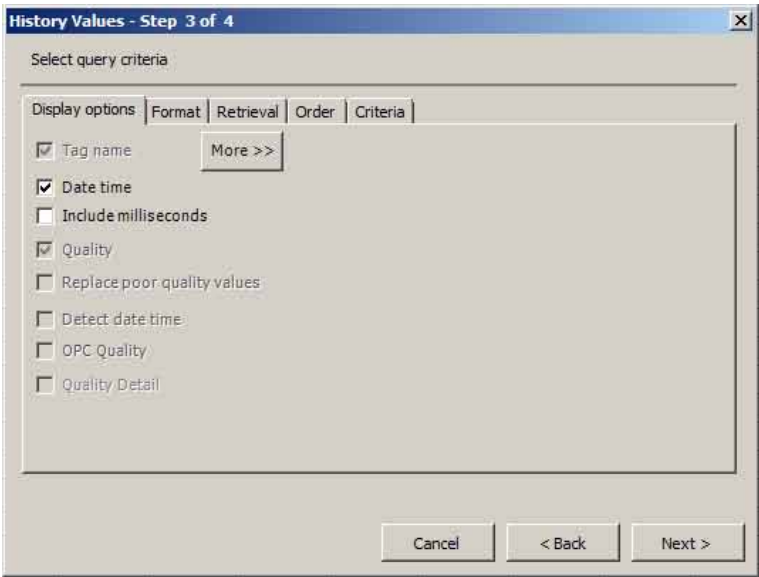 History Values - Step 3 of 4
Select query criteria
Display options Format Retrieval Order Criteria
Tag name More >>
Date time
Include milliseconds
Quality
Replace poor quality values
Detect date time
OPC Quality
Quality Detail
Cancel < Back Next >